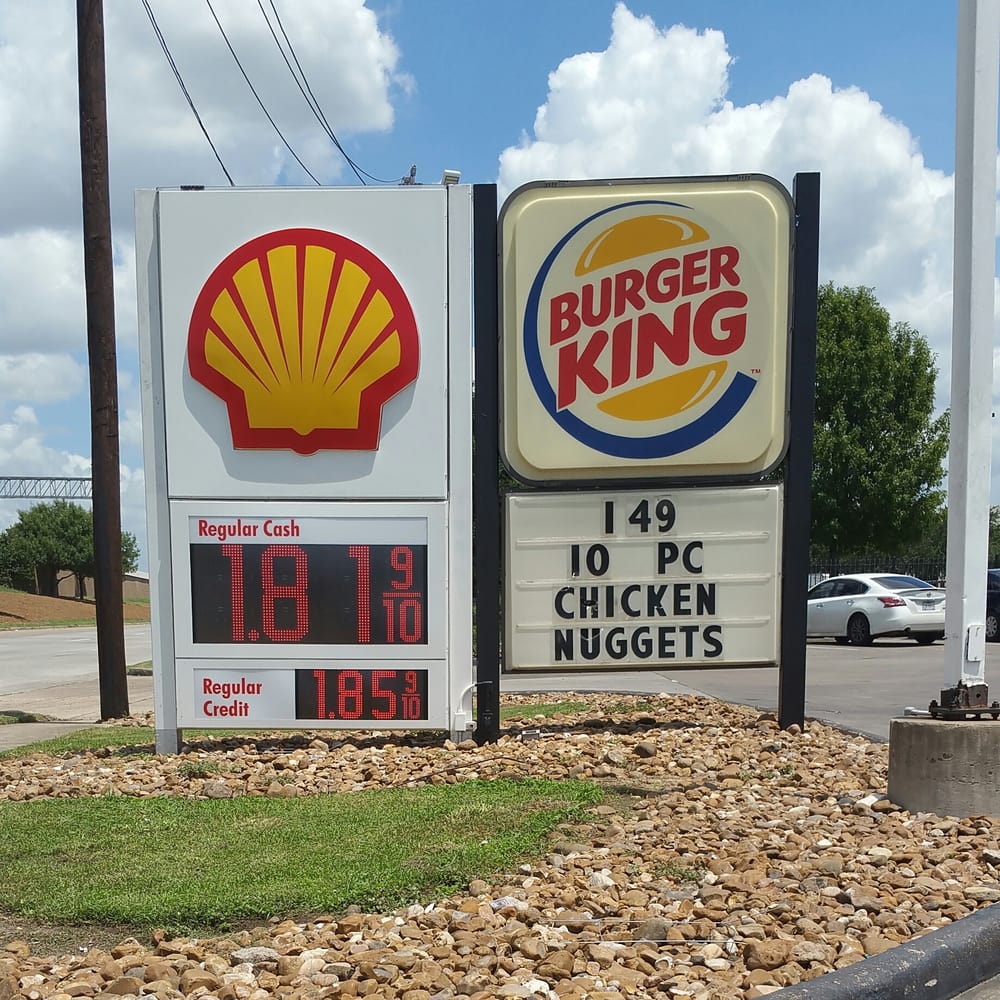 Regular Cash
1.81 9/10
Regular
Credit
1.85 9/10
BURGER
KING
TM
1 49
10 PC
CHICKEN
NUGGETS